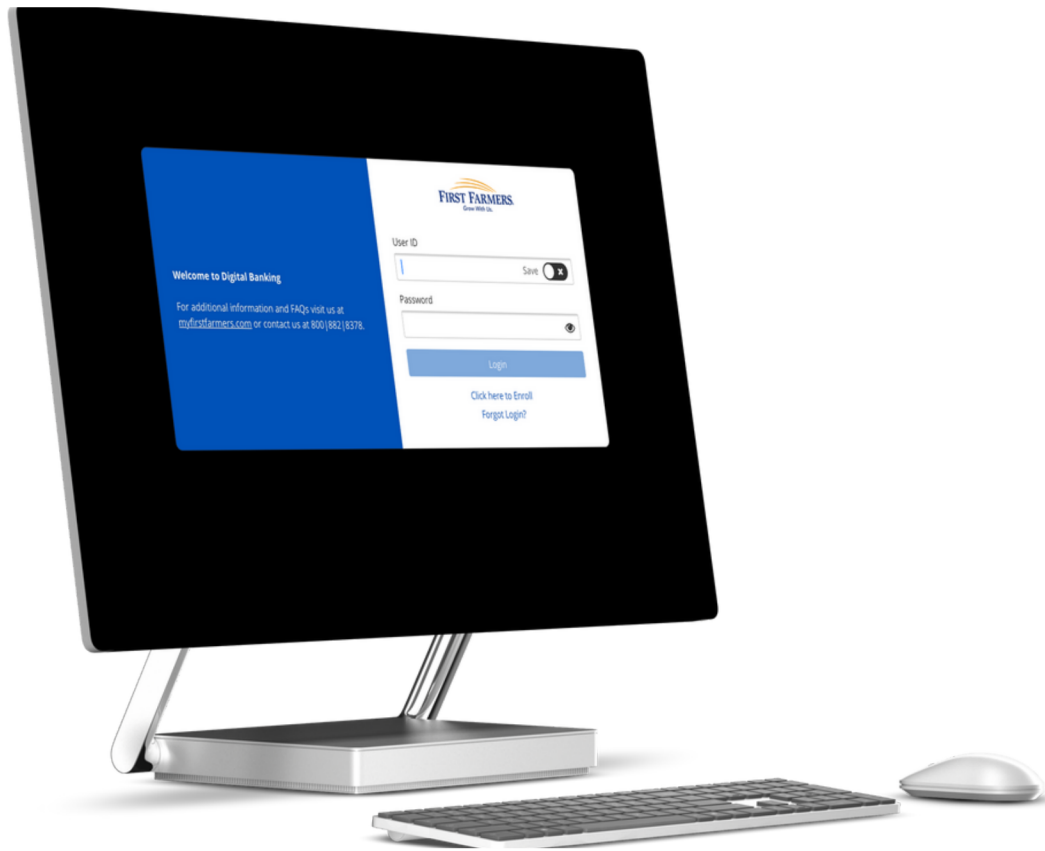 Welcome to Digital Banking
For additional information and FAQs visit us at
myfirstfarmers.com or contact us at 800|882|8378.
FIRST FARMERS.
Grow With Us.
User ID
Save
Password
Login
Click here to Enroll
Forgot Login?